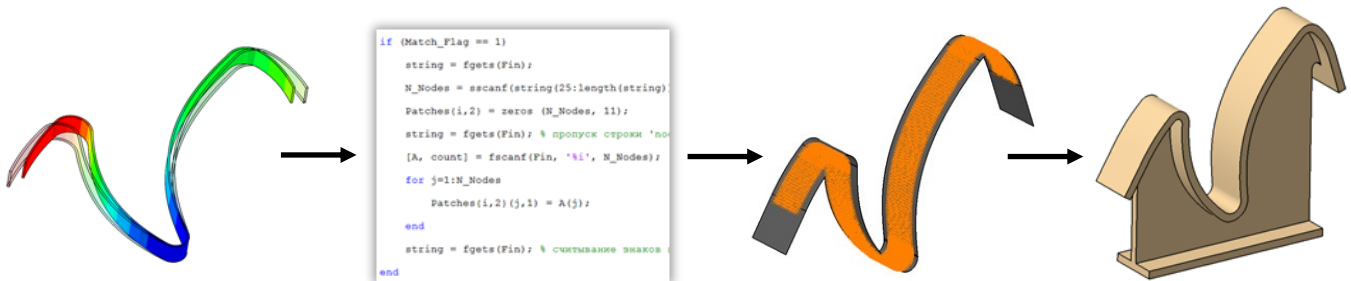 if (Match_Flag == 1)
string = fgets(Fin);
N_Nodes = sscanf(string(25:length(string)
Patches{i,2} = zeros (N_Nodes, 11);
string = fgets(Fin); % пропуск строки
[A, count] = fscanf(Fin, '%i', N_Nodes);
for j=1:N_Nodes
Patches{i,2}(j,1) = A(j);
end
string = fgets(Fin); % считывание знаков
end